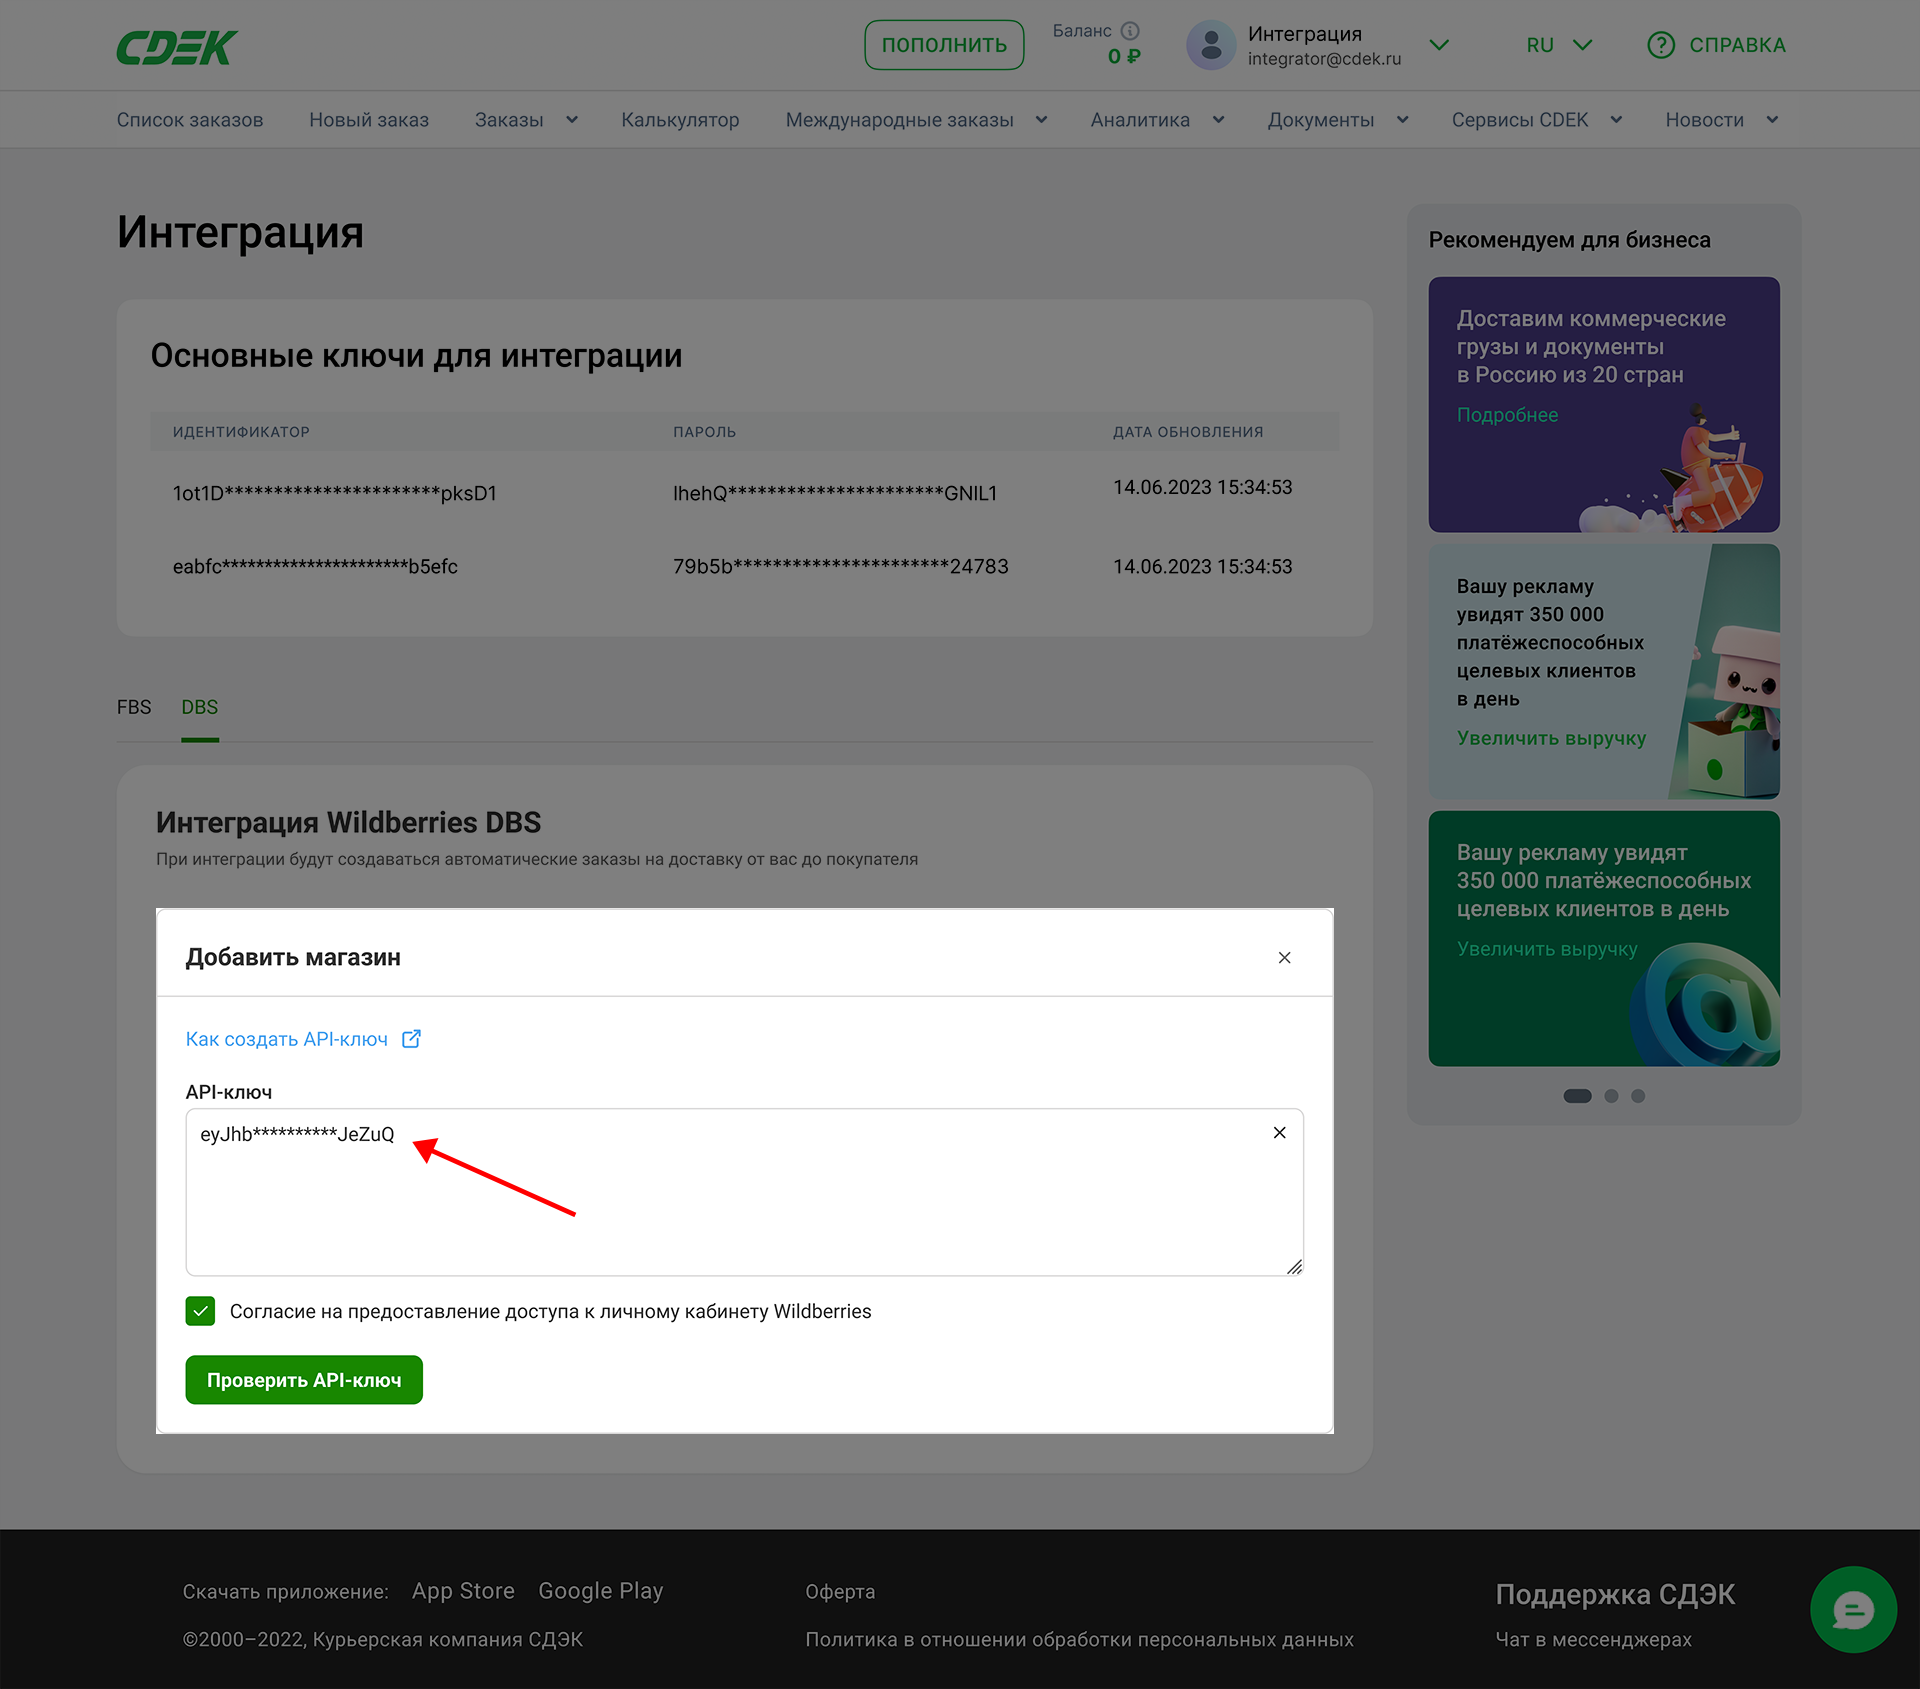 CDEK
ПОПОЛНИТЬ
Баланс
0 ₽
Интеграция
integrator@cdek.ru
RU
СПРАВКА
Список заказов
Новый заказ
Заказы
Калькулятор
Международные заказы
Аналитика
Документы
Сервисы CDEK
Новости
Интеграция
Основные ключи для интеграции
ИДЕНТИФИКАТОР
ПАРОЛЬ
ДАТА ОБНОВЛЕНИЯ
1ot1D**********************pksD1
IhehQ**********************GNIL1
14.06.2023 15:34:53
eabfc**********************b5efc
79b5b**********************24783
14.06.2023 15:34:53
FBS
DBS
Интеграция Wildberries DBS
При интеграции будут создаваться автоматические заказы на доставку от вас до покупателя
Добавить магазин
Как создать API-ключ
API-ключ
eyJhb**********JeZuQ
Согласие на предоставление доступа к личному кабинету Wildberries
Проверить API-ключ
Рекомендуем для бизнеса
Доставим коммерческие
грузы и документы
в Россию из 20 стран
Подробнее
Вашу рекламу
увидят 350 000
платёжеспособных
целевых клиентов
в день
Увеличить выручку
Вашу рекламу увидят
350 000 платёжеспособных
целевых клиентов в день
Увеличить выручку
Скачать приложение:
App Store
Google Play
©2000–2022, Курьерская компания СДЭК
Оферта
Политика в отношении обработки персональных данных
Поддержка СДЭК
Чат в мессенджерах